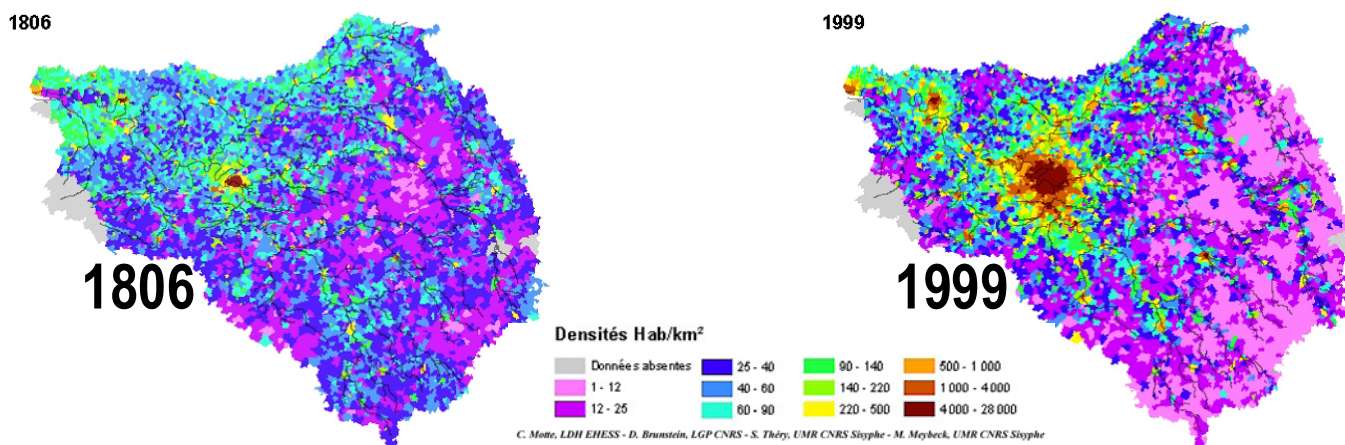 1806
1999
1806
1999
Densités Hab/km²
Données absentes
1 - 12
12 - 25
25 - 40
40 - 60
60 - 90
90 - 140
140 - 220
220 - 500
500 - 1 000
1 000 - 4 000
4 000 - 28 000
C. Motte, LDH EHESS - D. Brunstein, LGP CNRS - S. Théry, UMR CNRS Sisyphe - M. Meybeck, UMR CNRS Sisyphe